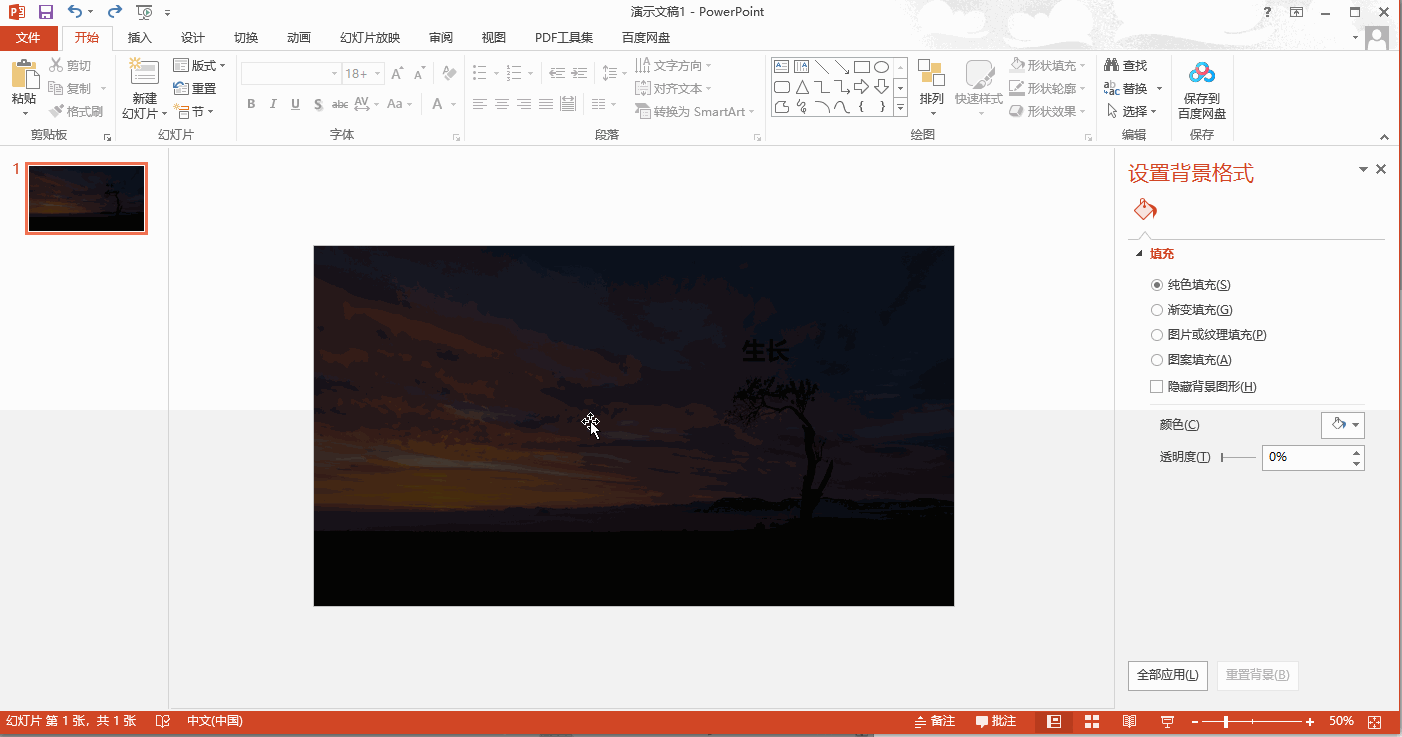 演示文稿1 - PowerPoint
?
文件 开始 插入 设计 切换 动画 幻灯片放映 审阅 视图 PDF工具集 百度网盘
粘贴 剪切 复制 格式刷
剪贴板
新建 幻灯片 版式 重置 节
幻灯片
18+ A A
B I U S abc AV Aa A
字体
文字方向 对齐文本 转换为 SmartArt
段落
排列 快速样式 形状填充 形状轮廓 形状效果
绘图
查找 替换 选择
编辑
保存到 百度网盘
保存
1
生长
设置背景格式
填充
纯色填充(S)
渐变填充(G)
图片或纹理填充(P)
图案填充(A)
隐藏背景图形(H)
颜色(C)
透明度(T) 0%
全部应用(L) 重置背景(B)
幻灯片 第 1 张，共 1 张 中文(中国) 备注 批注 50%